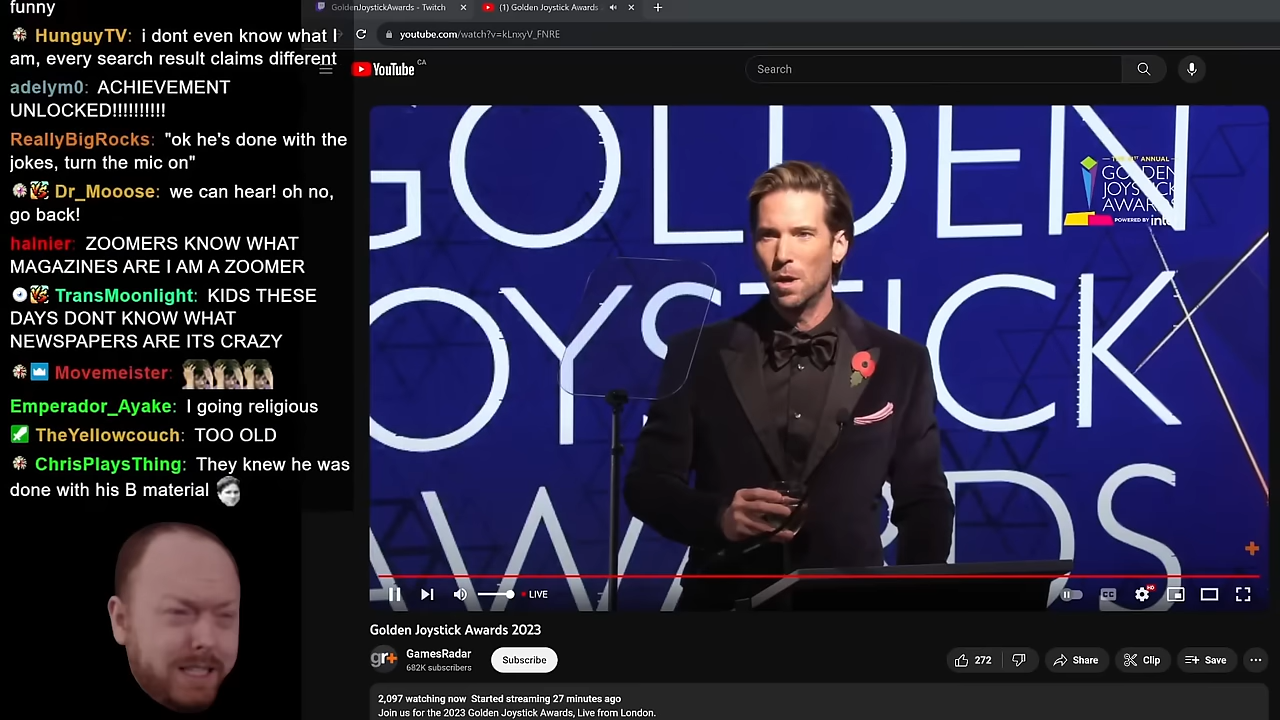 funny
HunguyTV: i dont even know what I
am, every search result claims different
adelym0: ACHIEVEMENT
UNLOCKED!!!!!!!!!!
ReallyBigRocks: "ok he's done with the
jokes, turn the mic on"
Dr_Mooose: we can hear! oh no,
go back!
halnier: ZOOMERS KNOW WHAT
MAGAZINES ARE I AM A ZOOMER
TransMoonlight: KIDS THESE
DAYS DONT KNOW WHAT
NEWSPAPERS ARE ITS CRAZY
Movemeister:
Emperador_Ayake: I going religious
TheYellowcouch: TOO OLD
ChrisPlaysThing: They knew he was
done with his B material
GoldenJoystickAwards - Twitch
(1) Golden Joystick Awards
youtube.com/watch?v=kLnxyV_FNRE
YouTube CA
Search
GOLDEN
JOYSTICK
AWARDS
ANNUAL
GOLDEN
JOYSTICK
AWARDS
POWERED BY intel
LIVE
CC
HD
Golden Joystick Awards 2023
gr+
GamesRadar
682K subscribers
Subscribe
272
Share
Clip
Save
2,097 watching now Started streaming 27 minutes ago
Join us for the 2023 Golden Joystick Awards, Live from London.